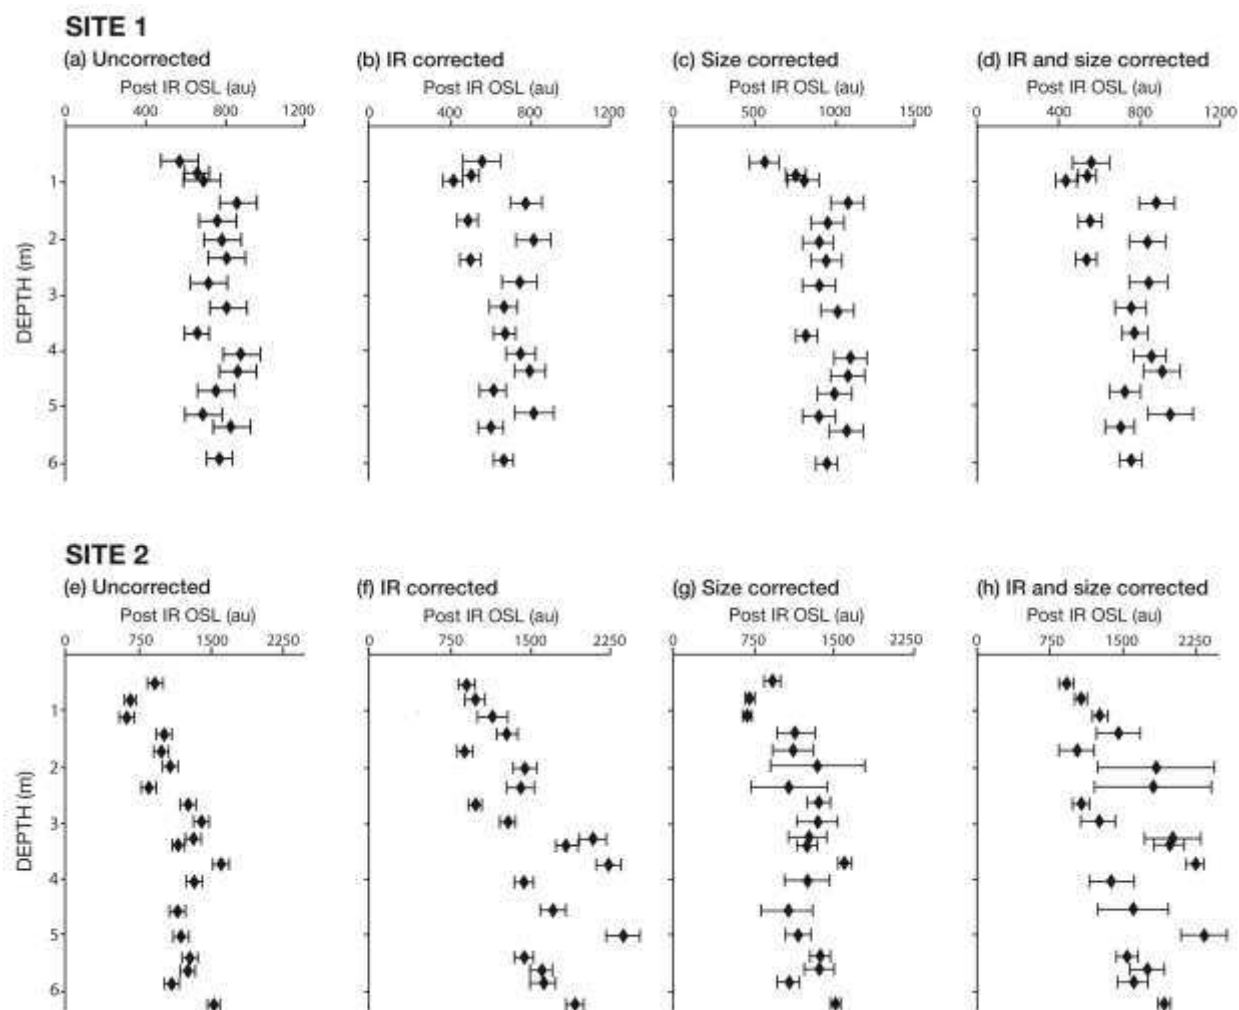 SITE 1
(a) Uncorrected (b) IR corrected (c) Size corrected (d) IR and size corrected
Post IR OSL (au) Post IR OSL (au) Post IR OSL (au) Post IR OSL (au)
0 400 800 1200 0 400 800 1200 0 500 1000 1500 0 400 800 1200
1
2
DEPTH (m)
3
4
5
6
SITE 2
(e) Uncorrected (f) IR corrected (g) Size corrected (h) IR and size corrected
Post IR OSL (au) Post IR OSL (au) Post IR OSL (au) Post IR OSL (au)
0 750 1500 2250 0 750 1500 2250 0 750 1500 2250 0 750 1500 2250
1
2
DEPTH (m)
3
4
5
6